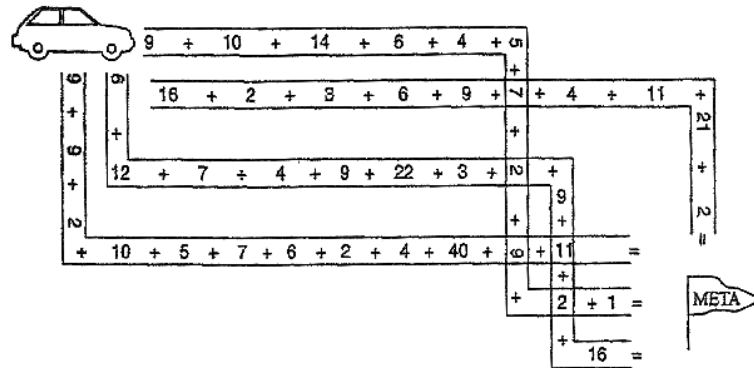 9 + 10 + 14 + 6 + 4 + 5
+
16 + 2 + 3 + 6 + 9 + 7 + 4 + 11 +
21
+
2
=
9 + 9 + 2
6
+
12 + 7 + 4 + 9 + 22 + 3 + 2 +
9
+
+ 10 + 5 + 7 + 6 + 2 + 4 + 40 + 9 + 11 =
+
2 + 1 =
META
+
16 =